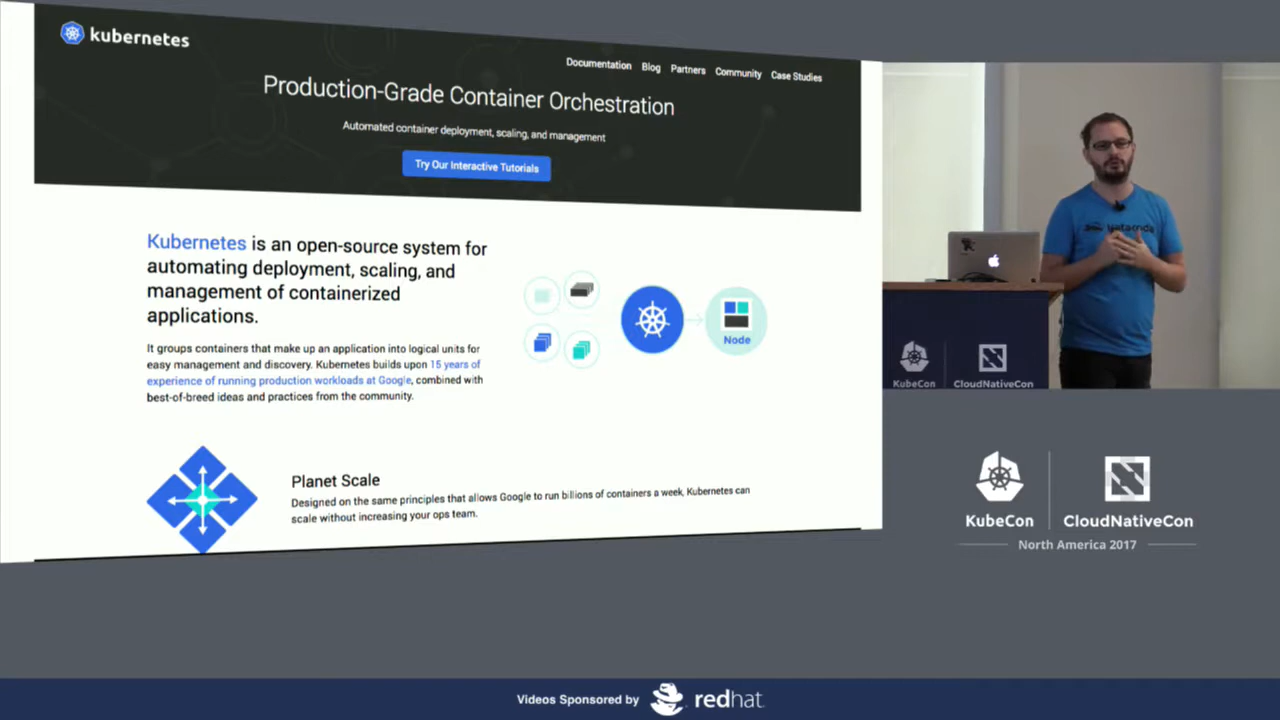 kubernetes
Documentation Blog Partners Community Case Studies
Production-Grade Container Orchestration
Automated container deployment, scaling, and management
Try Our Interactive Tutorials
Kubernetes is an open-source system for
automating deployment, scaling, and
management of containerized
applications.
It groups containers that make up an application into logical units for
easy management and discovery. Kubernetes builds upon 15 years of
experience of running production workloads at Google, combined with
best-of-breed ideas and practices from the community.
Node
Planet Scale
Designed on the same principles that allows Google to run billions of containers a week, Kubernetes can
scale without increasing your ops team.
KubeCon
CloudNativeCon
KubeCon
CloudNativeCon
North America 2017
Videos Sponsored by
redhat